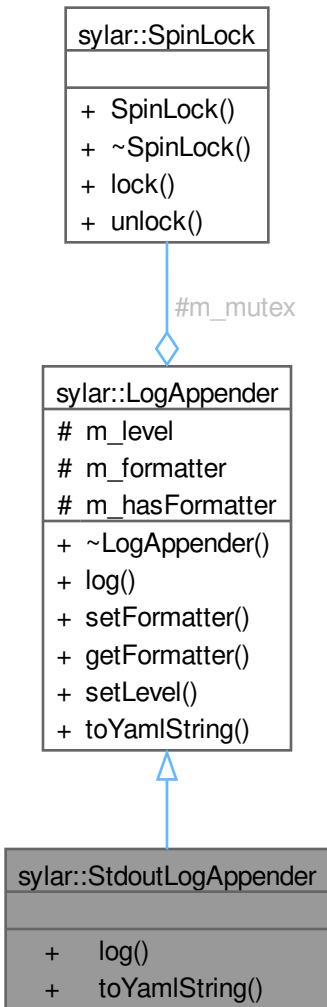 sylar::SpinLock
+ SpinLock()
+ ~SpinLock()
+ lock()
+ unlock()
#m_mutex
sylar::LogAppender
# m_level
# m_formatter
# m_hasFormatter
+ ~LogAppender()
+ log()
+ setFormatter()
+ getFormatter()
+ setLevel()
+ toYamlString()
sylar::StdoutLogAppender
+ log()
+ toYamlString()